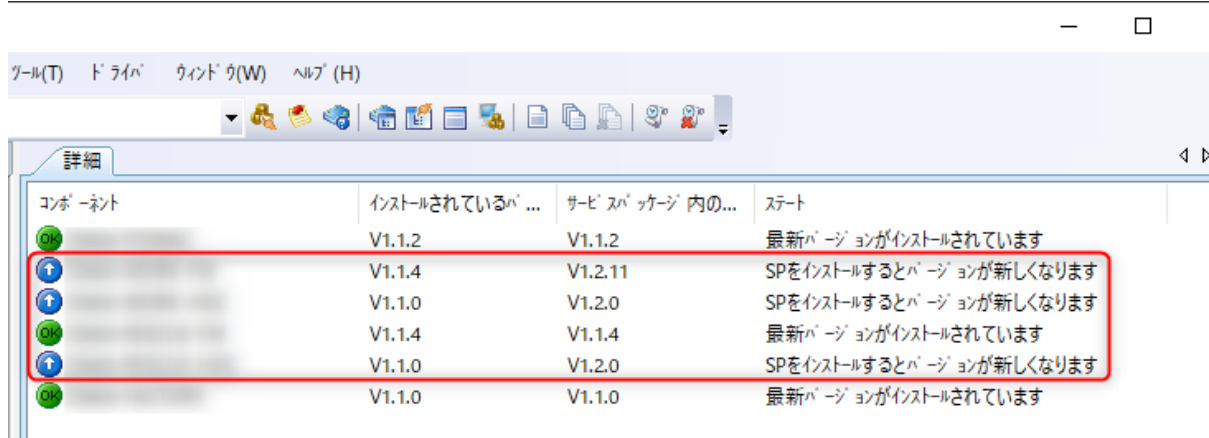 ﾂｰﾙ(T) ﾄﾞﾗｲﾊﾞ ｳｨﾝﾄﾞｳ(W) ﾍﾙﾌﾟ(H)
詳細
ｺﾝﾎﾟｰﾈﾝﾄ ｲﾝｽﾄｰﾙされているﾊﾞ... ｻｰﾋﾞｽﾊﾟｯｹｰｼﾞ内の... ｽﾃｰﾄ
OK V1.1.2 V1.1.2 最新ﾊﾞｰｼﾞｮﾝがｲﾝｽﾄｰﾙされています
V1.1.4 V1.2.11 SPをｲﾝｽﾄｰﾙするとﾊﾞｰｼﾞｮﾝが新しくなります
V1.1.0 V1.2.0 SPをｲﾝｽﾄｰﾙするとﾊﾞｰｼﾞｮﾝが新しくなります
OK V1.1.4 V1.1.4 最新ﾊﾞｰｼﾞｮﾝがｲﾝｽﾄｰﾙされています
V1.1.0 V1.2.0 SPをｲﾝｽﾄｰﾙするとﾊﾞｰｼﾞｮﾝが新しくなります
OK V1.1.0 V1.1.0 最新ﾊﾞｰｼﾞｮﾝがｲﾝｽﾄｰﾙされています